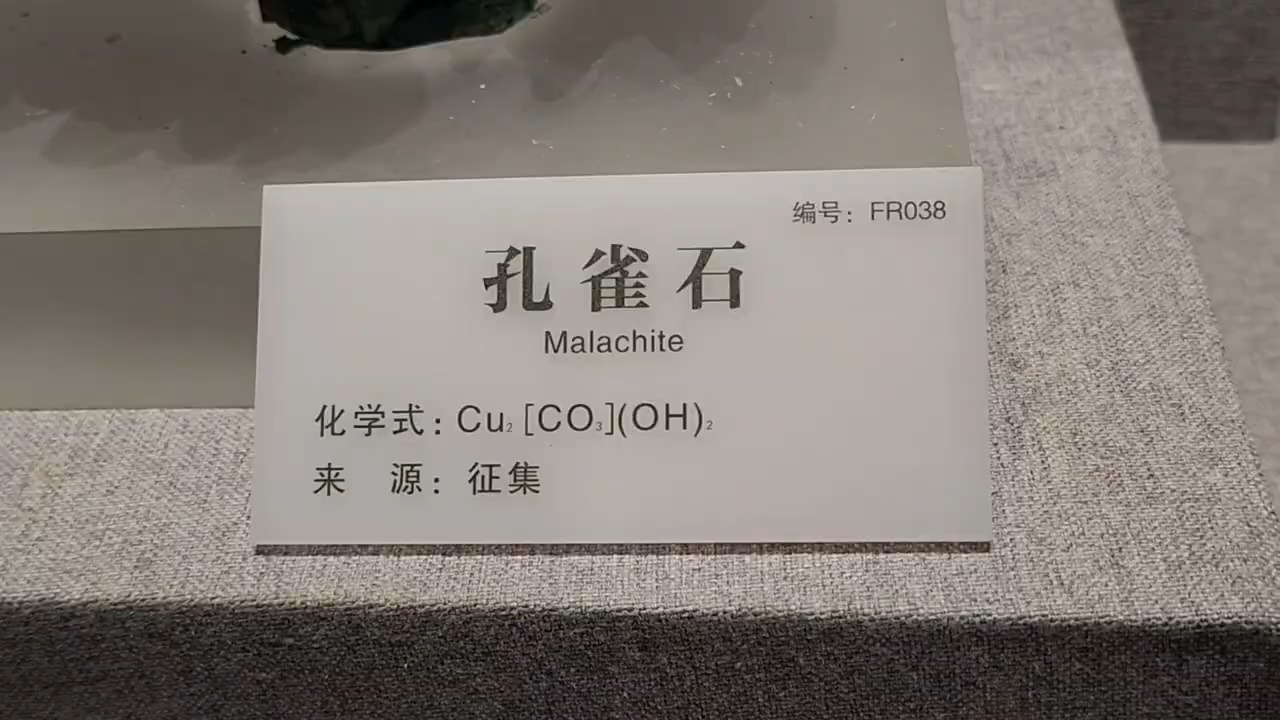 编号：FR038
孔雀石
Malachite
化学式：Cu₂[CO₃](OH)₂
来　源：征集